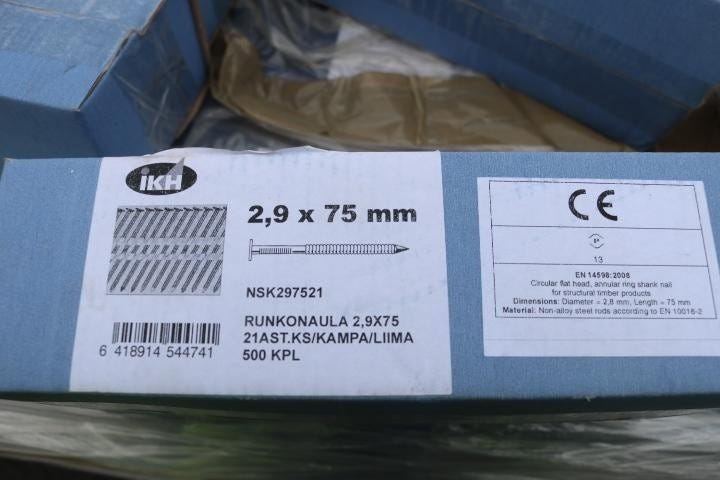 iKH
2,9 x 75 mm
NSK297521
RUNKONAULA 2,9X75
21AST.KS/KAMPA/LIIMA
500 KPL
6 418914 544741
CE
P
13
EN 14598:2008
Circular flat head, annular ring shank nail
for structural timber products
Dimensions: Diameter = 2,8 mm, Length = 75 mm
Material: Non-alloy steel rods according to EN 10016-2